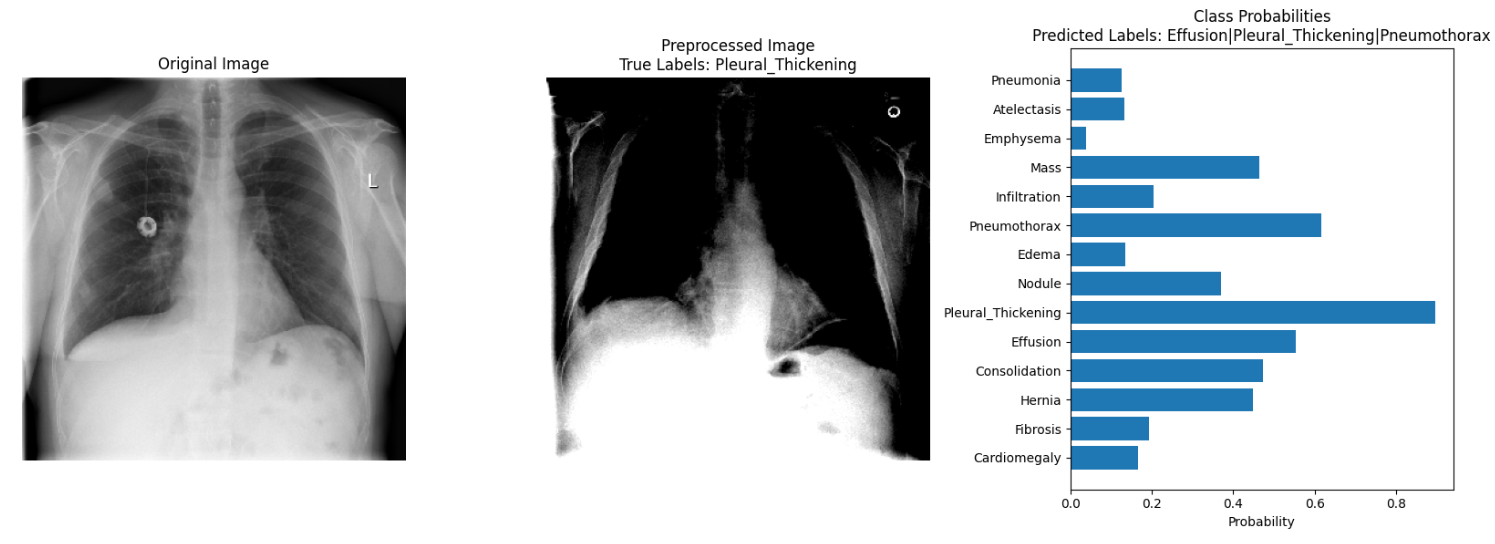 Original Image
L
Preprocessed Image
True Labels: Pleural_Thickening
Class Probabilities
Predicted Labels: Effusion|Pleural_Thickening|Pneumothorax
Pneumonia
Atelectasis
Emphysema
Mass
Infiltration
Pneumothorax
Edema
Nodule
Pleural_Thickening
Effusion
Consolidation
Hernia
Fibrosis
Cardiomegaly
0.0 0.2 0.4 0.6 0.8
Probability